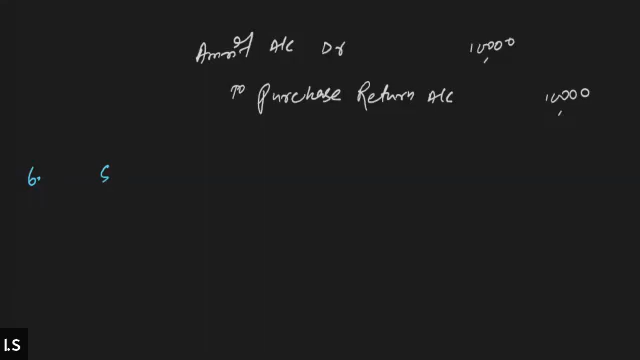 Amrit A/c Dr 10,000
To Purchase Return A/c 10,000
6. S
I.S